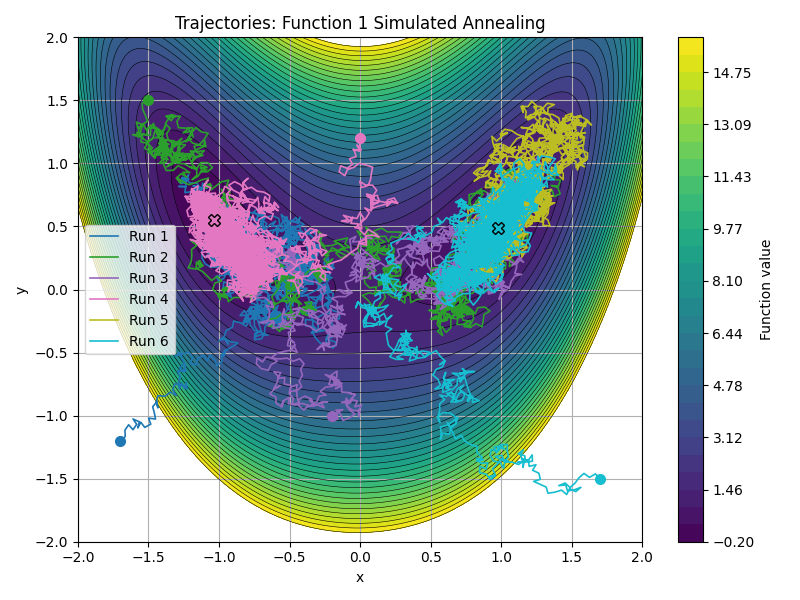 Trajectories: Function 1 Simulated Annealing
2.0
1.5
1.0
0.5
0.0
−0.5
−1.0
−1.5
−2.0
y
Run 1
Run 2
Run 3
Run 4
Run 5
Run 6
−2.0 −1.5 −1.0 −0.5 0.0 0.5 1.0 1.5 2.0
x
14.75
13.09
11.43
9.77
8.10
6.44
4.78
3.12
1.46
−0.20
Function value